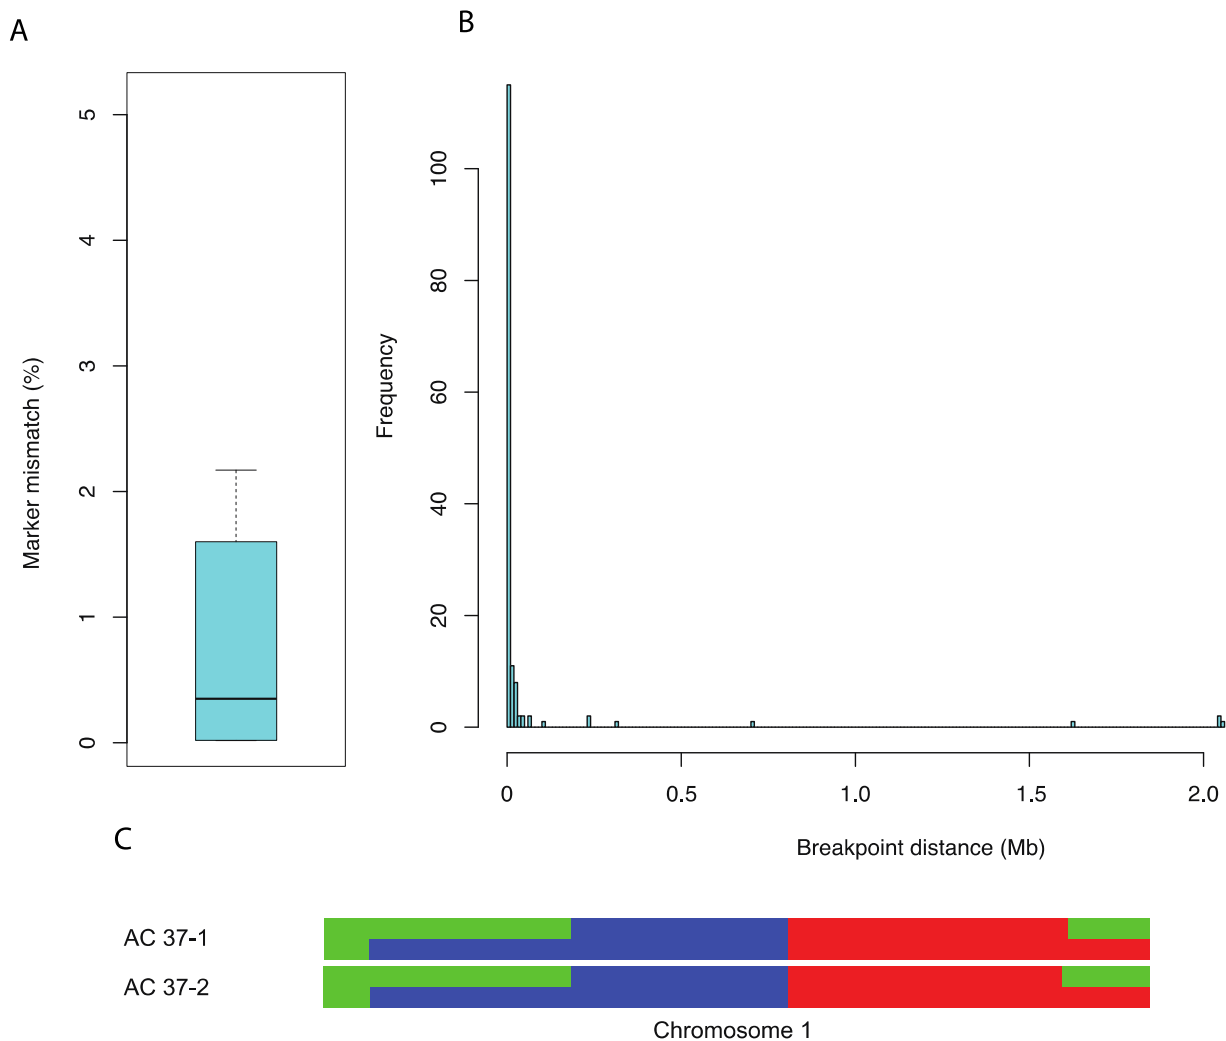 A
B
Marker mismatch (%)
5
4
3
2
1
0
Frequency
100
80
60
40
20
0
0
0.5
1.0
1.5
2.0
Breakpoint distance (Mb)
C
AC 37-1
AC 37-2
Chromosome 1